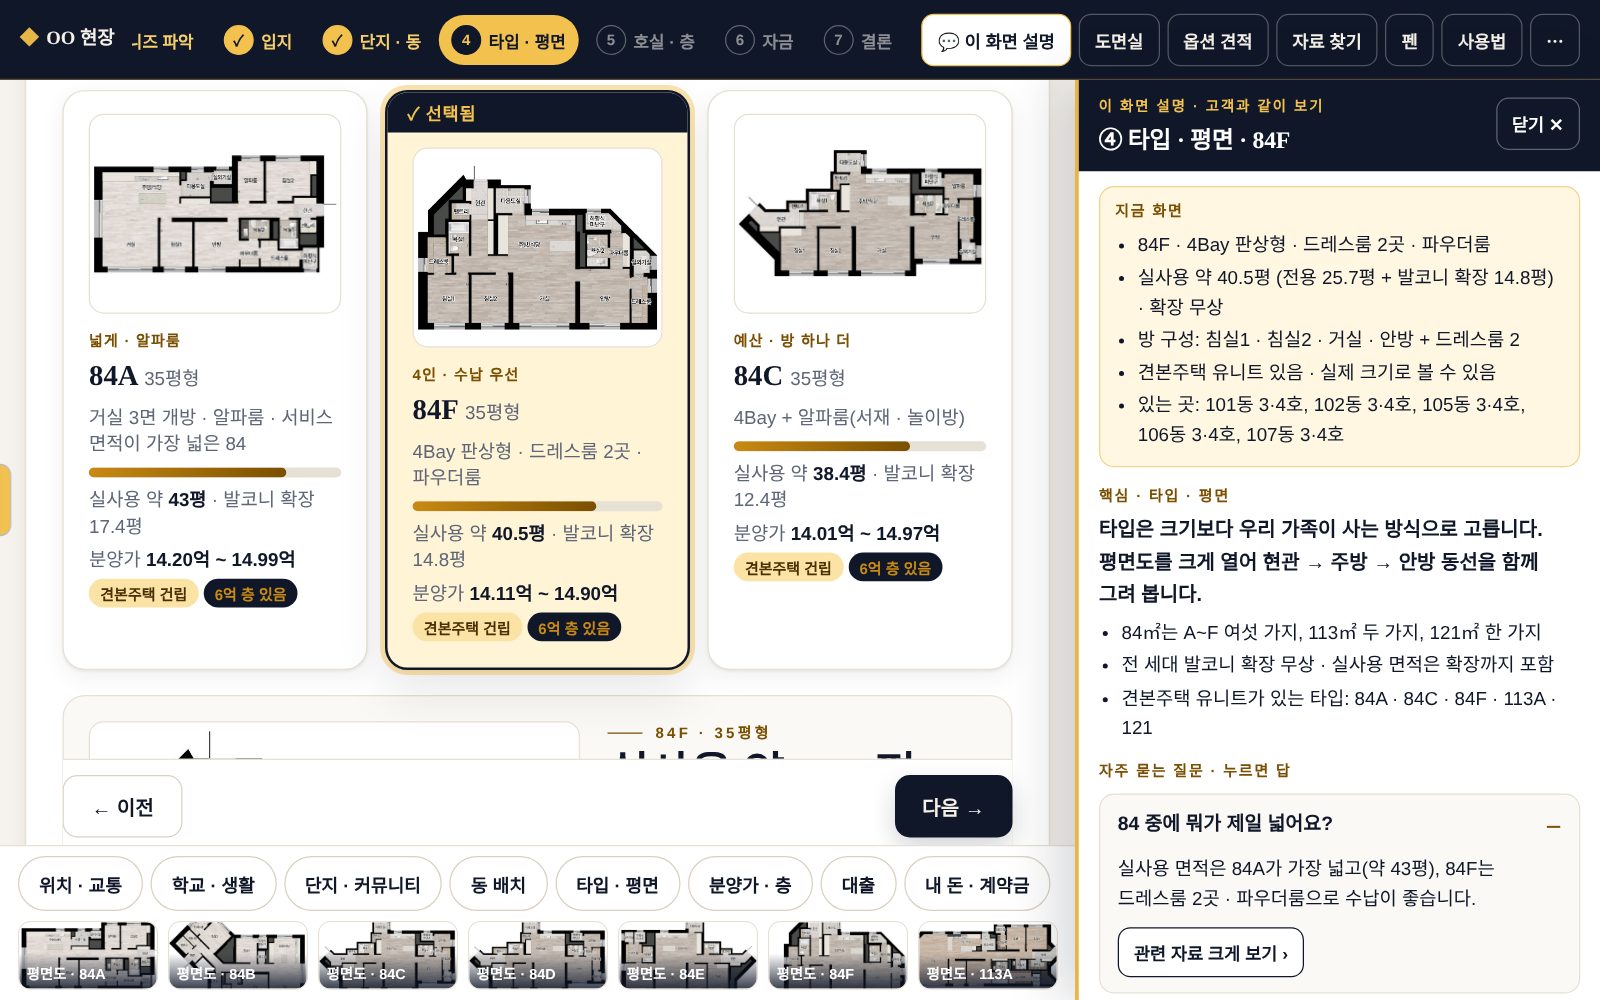 ◆ OO 현장
니즈 파악
✓ 입지
✓ 단지 · 동
4 타입 · 평면
5 호실 · 층
6 자금
7 결론
💬 이 화면 설명
도면실
옵션 견적
자료 찾기
펜
사용법
···
넓게 · 알파룸
84A 35평형
거실 3면 개방 · 알파룸 · 서비스
면적이 가장 넓은 84
실사용 약 43평 · 발코니 확장
17.4평
분양가 14.20억 ~ 14.99억
견본주택 건립
6억 층 있음
✓ 선택됨
4인 · 수납 우선
84F 35평형
4Bay 판상형 · 드레스룸 2곳 ·
파우더룸
실사용 약 40.5평 · 발코니 확장
14.8평
분양가 14.11억 ~ 14.90억
견본주택 건립
6억 층 있음
예산 · 방 하나 더
84C 35평형
4Bay + 알파룸(서재 · 놀이방)
실사용 약 38.4평 · 발코니 확장
12.4평
분양가 14.01억 ~ 14.97억
견본주택 건립
6억 층 있음
84F · 35평형
← 이전
다음 →
위치 · 교통
학교 · 생활
단지 · 커뮤니티
동 배치
타입 · 평면
분양가 · 층
대출
내 돈 · 계약금
평면도 · 84A
평면도 · 84B
평면도 · 84C
평면도 · 84D
평면도 · 84E
평면도 · 84F
평면도 · 113A
이 화면 설명 · 고객과 같이 보기
④ 타입 · 평면 · 84F
닫기 ✕
지금 화면
• 84F · 4Bay 판상형 · 드레스룸 2곳 · 파우더룸
• 실사용 약 40.5평 (전용 25.7평 + 발코니 확장 14.8평)
· 확장 무상
• 방 구성: 침실1 · 침실2 · 거실 · 안방 + 드레스룸 2
• 견본주택 유니트 있음 · 실제 크기로 볼 수 있음
• 있는 곳: 101동 3·4호, 102동 3·4호, 105동 3·4호,
106동 3·4호, 107동 3·4호
핵심 · 타입 · 평면
타입은 크기보다 우리 가족이 사는 방식으로 고릅니다.
평면도를 크게 열어 현관 → 주방 → 안방 동선을 함께
그려 봅니다.
• 84㎡는 A~F 여섯 가지, 113㎡ 두 가지, 121㎡ 한 가지
• 전 세대 발코니 확장 무상 · 실사용 면적은 확장까지 포함
• 견본주택 유니트가 있는 타입: 84A · 84C · 84F · 113A ·
121
자주 묻는 질문 · 누르면 답
84 중에 뭐가 제일 넓어요?
–
실사용 면적은 84A가 가장 넓고(약 43평), 84F는
드레스룸 2곳 · 파우더룸으로 수납이 좋습니다.
관련 자료 크게 보기 ›